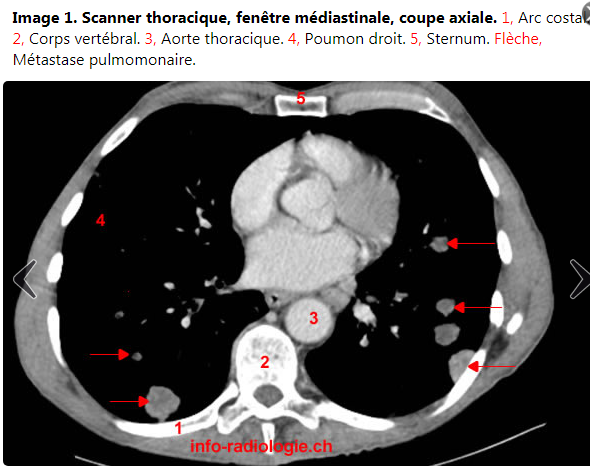 Image 1. Scanner thoracique, fenêtre médiastinale, coupe axiale. 1, Arc costal
2, Corps vertébral. 3, Aorte thoracique. 4, Poumon droit. 5, Sternum. Flèche,
Métastase pulmomonaire.
5
4
3
2
1
info-radiologie.ch